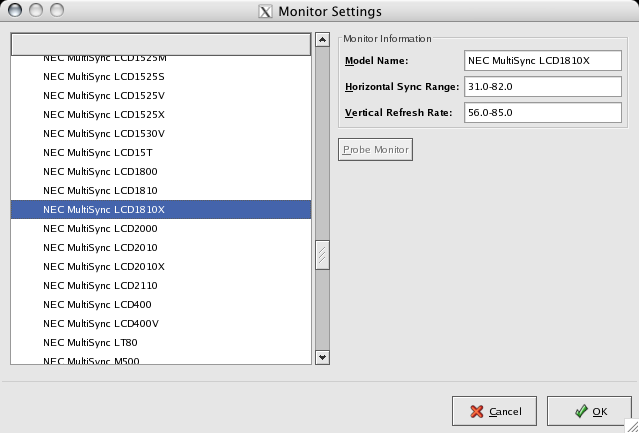 Monitor Settings
NEC MultiSync LCD1525M
NEC MultiSync LCD1525S
NEC MultiSync LCD1525V
NEC MultiSync LCD1525X
NEC MultiSync LCD1530V
NEC MultiSync LCD15T
NEC MultiSync LCD1800
NEC MultiSync LCD1810
NEC MultiSync LCD1810X
NEC MultiSync LCD2000
NEC MultiSync LCD2010
NEC MultiSync LCD2010X
NEC MultiSync LCD2110
NEC MultiSync LCD400
NEC MultiSync LCD400V
NEC MultiSync LT80
NEC MultiSync M500
Monitor Information
Model Name: NEC MultiSync LCD1810X
Horizontal Sync Range: 31.0-82.0
Vertical Refresh Rate: 56.0-85.0
Probe Monitor
Cancel OK